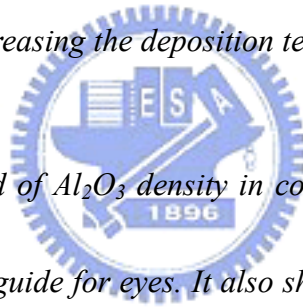 reasing the deposition te
E S A
d of Al₂O₃ density in co
1896
guide for eyes. It also sh